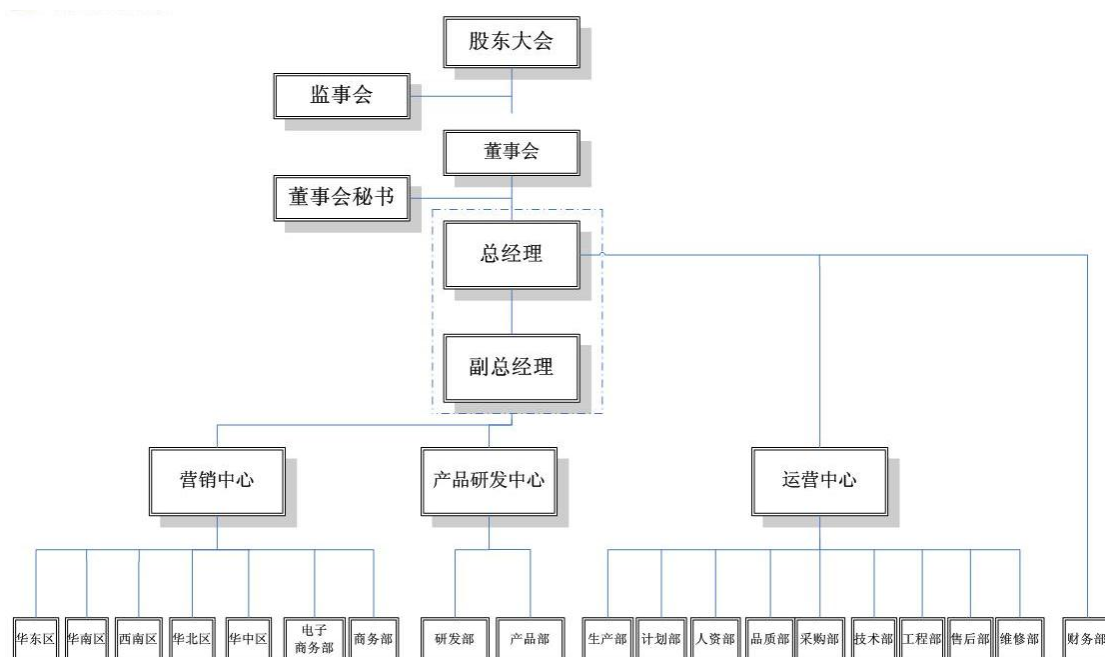 股东大会
监事会
董事会
董事会秘书
总经理
副总经理
营销中心
产品研发中心
运营中心
华东区
华南区
西南区
华北区
华中区
电子
商务部
商务部
研发部
产品部
生产部
计划部
人资部
品质部
采购部
技术部
工程部
售后部
维修部
财务部